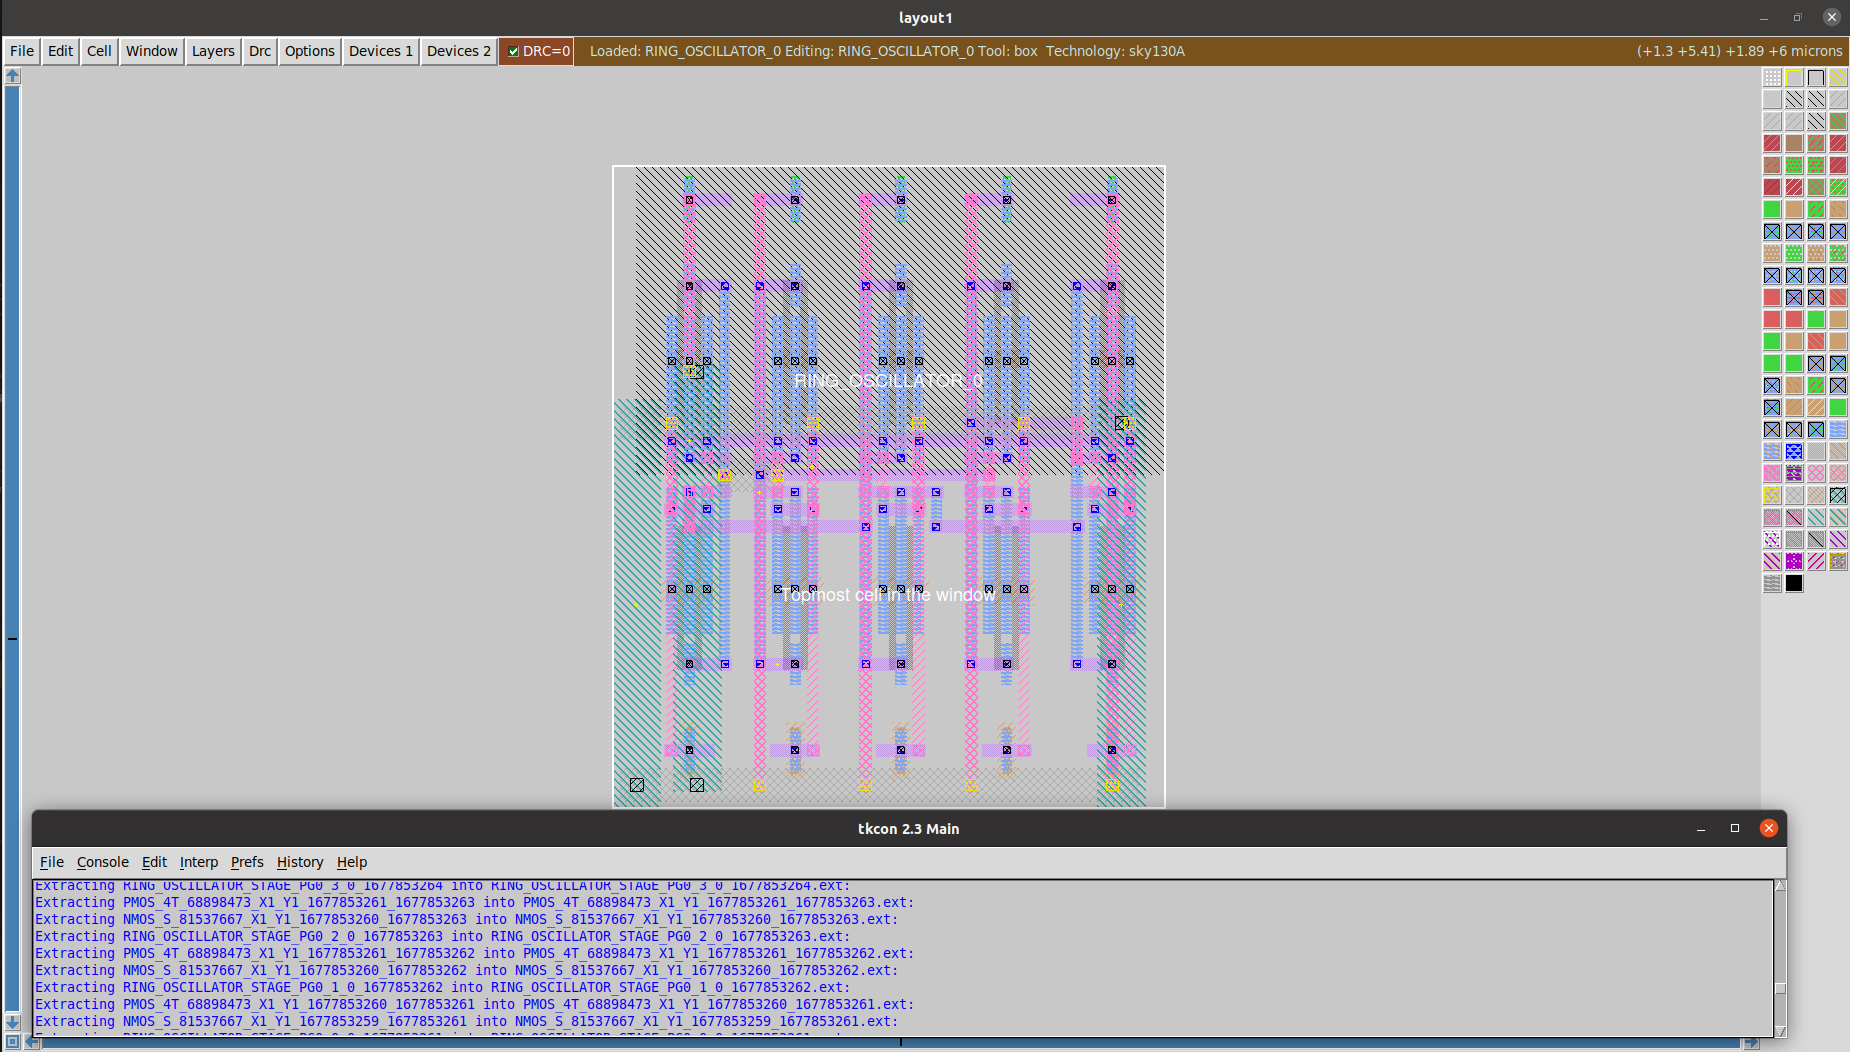 layout1
File Edit Cell Window Layers Drc Options Devices 1 Devices 2 DRC=0 Loaded: RING_OSCILLATOR_0 Editing: RING_OSCILLATOR_0 Tool: box Technology: sky130A (+1.3 +5.41) +1.89 +6 microns
RING_OSCILLATOR_0
Topmost cell in the window
tkcon 2.3 Main
File Console Edit Interp Prefs History Help
Extracting RING_OSCILLATOR_STAGE_PG0_3_0_1677853264 into RING_OSCILLATOR_STAGE_PG0_3_0_1677853264.ext:
Extracting PMOS_4T_68898473_X1_Y1_1677853261_1677853263 into PMOS_4T_68898473_X1_Y1_1677853261_1677853263.ext:
Extracting NMOS_S_81537667_X1_Y1_1677853260_1677853263 into NMOS_S_81537667_X1_Y1_1677853260_1677853263.ext:
Extracting RING_OSCILLATOR_STAGE_PG0_2_0_1677853263 into RING_OSCILLATOR_STAGE_PG0_2_0_1677853263.ext:
Extracting PMOS_4T_68898473_X1_Y1_1677853261_1677853262 into PMOS_4T_68898473_X1_Y1_1677853261_1677853262.ext:
Extracting NMOS_S_81537667_X1_Y1_1677853260_1677853262 into NMOS_S_81537667_X1_Y1_1677853260_1677853262.ext:
Extracting RING_OSCILLATOR_STAGE_PG0_1_0_1677853262 into RING_OSCILLATOR_STAGE_PG0_1_0_1677853262.ext:
Extracting PMOS_4T_68898473_X1_Y1_1677853260_1677853261 into PMOS_4T_68898473_X1_Y1_1677853260_1677853261.ext:
Extracting NMOS_S_81537667_X1_Y1_1677853259_1677853261 into NMOS_S_81537667_X1_Y1_1677853259_1677853261.ext: